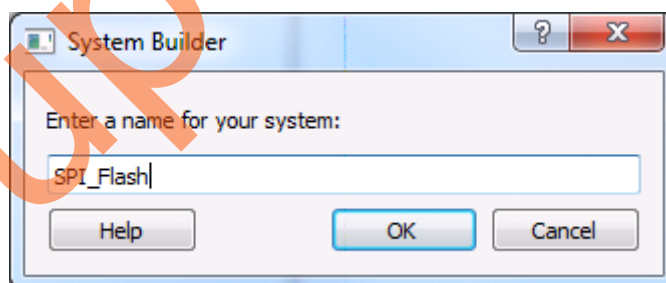 System Builder
Enter a name for your system:
SPI_Flash
Help
OK
Cancel